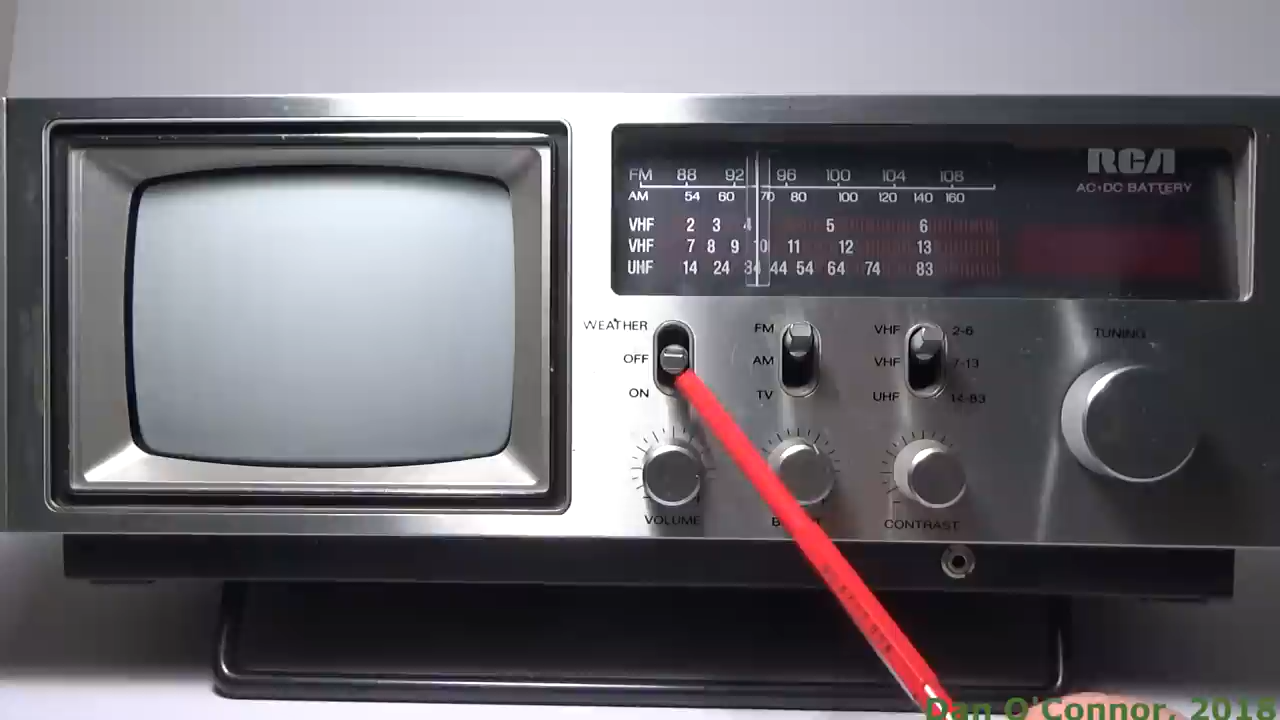 RCA
AC•DC BATTERY
FM 88 92 96 100 104 108
AM 54 60 70 80 100 120 140 160
VHF 2 3 4 5 6
VHF 7 8 9 10 11 12 13
UHF 14 24 34 44 54 64 74 83
WEATHER
OFF
ON
FM
AM
TV
VHF 2-6
VHF 7-13
UHF 14-83
TUNING
VOLUME
CONTRAST
Dan O'Connor, 2018